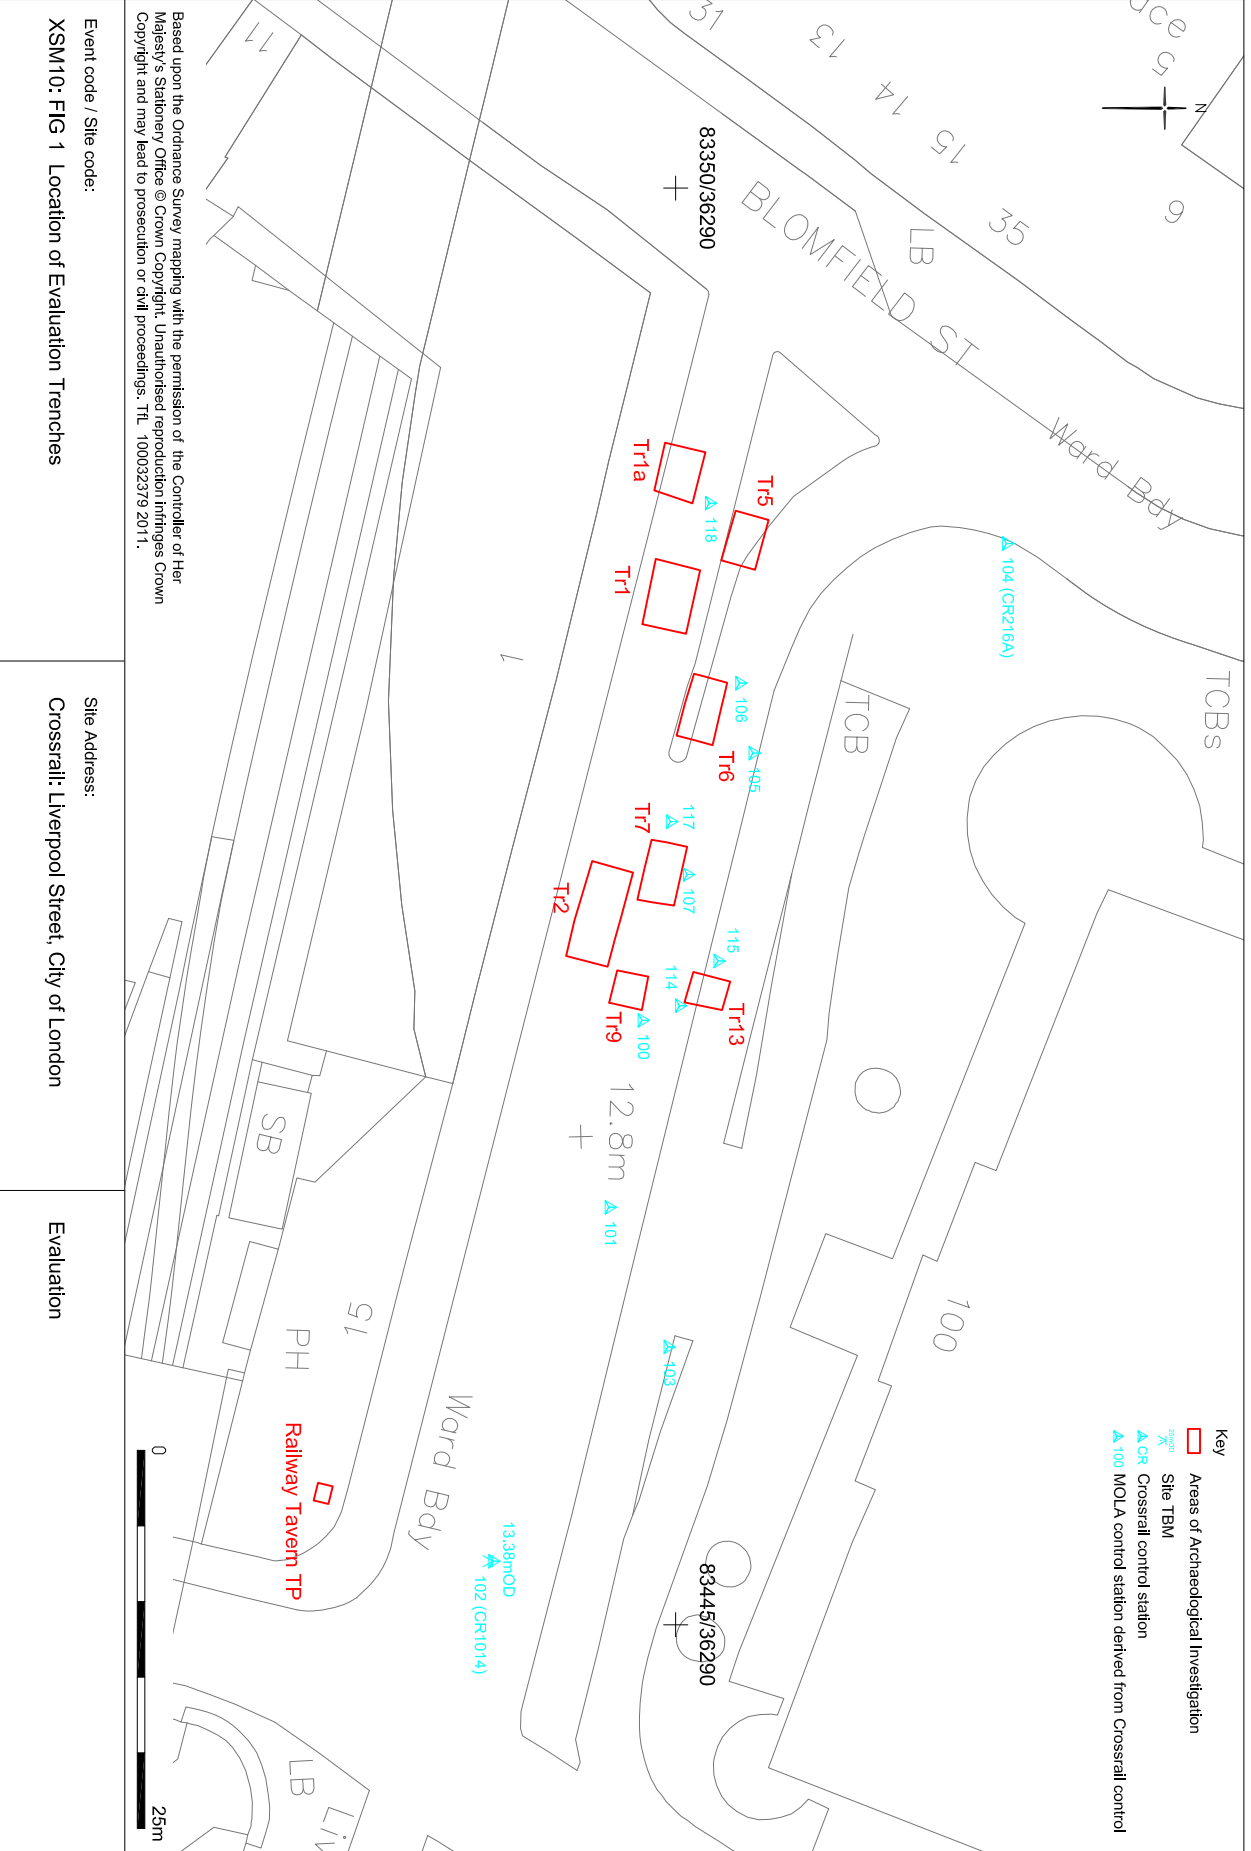 ace
5
N
9
31
13
14
15
35
LB
11
83350/36290
BLOMFIELD ST
Ward Bdy
Tr1a
118
Tr5
Tr1
104 (CR216A)
TCBs
TCB
1
106
105
Tr6
117
Tr7
107
Tr2
115
114
Tr13
Tr9
100
12.8m
101
103
100
SB
15
PH
Ward Bdy
Railway Tavern TP
13.38mOD
102 (CR1014)
83445/36290
LB
Liv
Key
Areas of Archaeological Investigation
Site TBM
CR Crossrail control station
100 MOLA control station derived from Crossrail control
0
25m
Based upon the Ordnance Survey mapping with the permission of the Controller of Her
Majesty's Stationery Office © Crown Copyright. Unauthorised reproduction infringes Crown
Copyright and may lead to prosecution or civil proceedings. TfL 100032379 2011.
Event code / Site code:
XSM10: FIG 1 Location of Evaluation Trenches
Site Address:
Crossrail: Liverpool Street, City of London
Evaluation